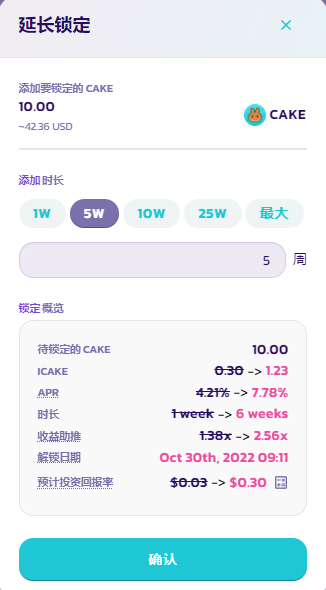 延长锁定
添加要锁定的 CAKE
10.00
~42.36 USD
CAKE
添加时长
1W 5W 10W 25W 最大
5 周
锁定概览
待锁定的 CAKE 10.00
ICAKE 0.30 -> 1.23
APR 4.21% -> 7.78%
时长 1 week -> 6 weeks
收益助推 1.38x -> 2.56x
解锁日期 Oct 30th, 2022 09:11
预计投资回报率 $0.03 -> $0.30
确认